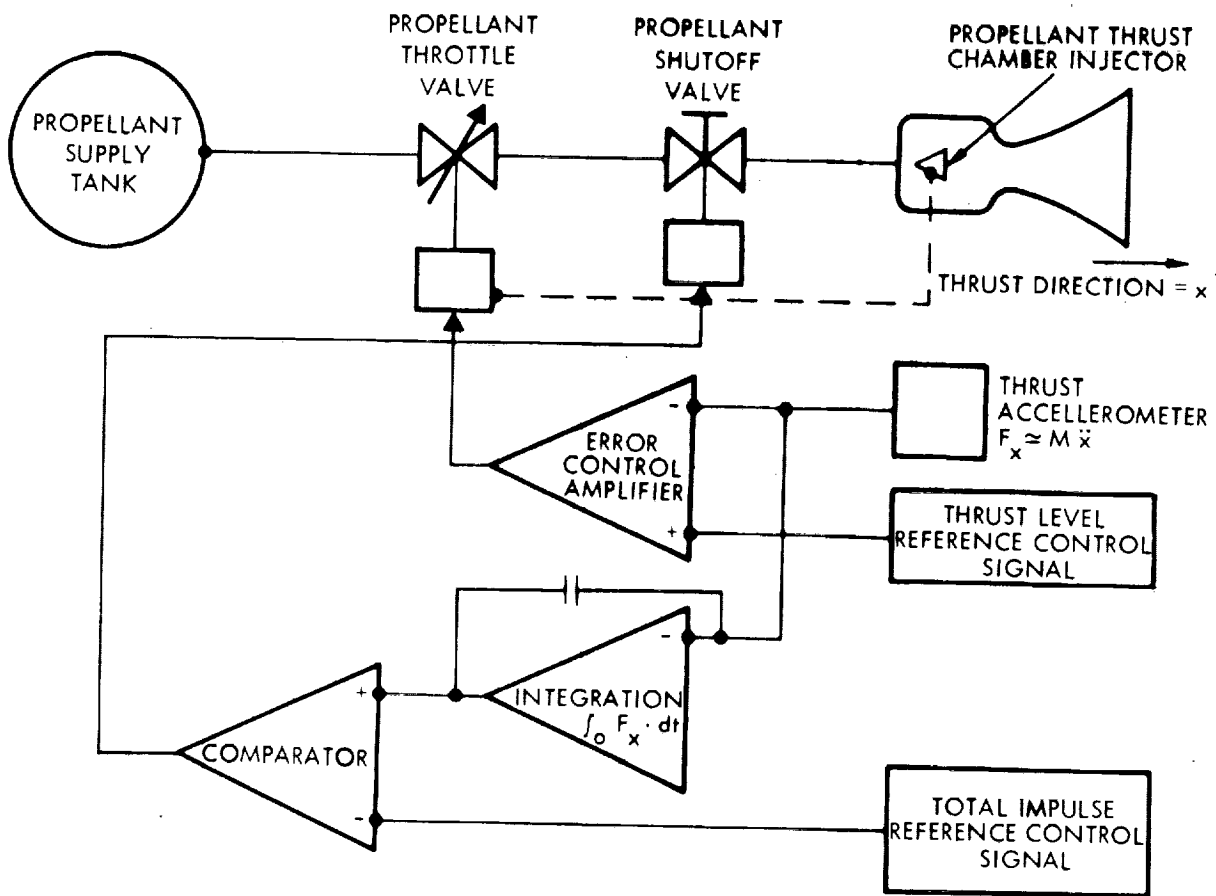 PROPELLANT
THROTTLE
VALVE
PROPELLANT
SHUTOFF
VALVE
PROPELLANT THRUST
CHAMBER INJECTOR
PROPELLANT
SUPPLY
TANK
THRUST DIRECTION = x
THRUST
ACCELLEROMETER
F_x ≃ M ẍ
-
ERROR
CONTROL
AMPLIFIER
+
THRUST LEVEL
REFERENCE CONTROL
SIGNAL
-
INTEGRATION
∫_o F_x · dt
+
COMPARATOR
-
TOTAL IMPULSE
REFERENCE CONTROL
SIGNAL